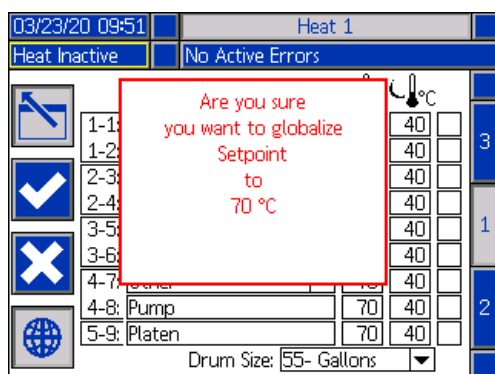 03/23/20 09:51 Heat 1
Heat Inactive No Active Errors
°C
Are you sure
you want to globalize
Setpoint
to
70 °C
1-1: 40
1-2: 40
2-3: 40
2-4: 40
3-5: 40
3-6: 40
4-7: 40
4-8: Pump 70 40
5-9: Platen 70 40
Drum Size: 55- Gallons
3
1
2